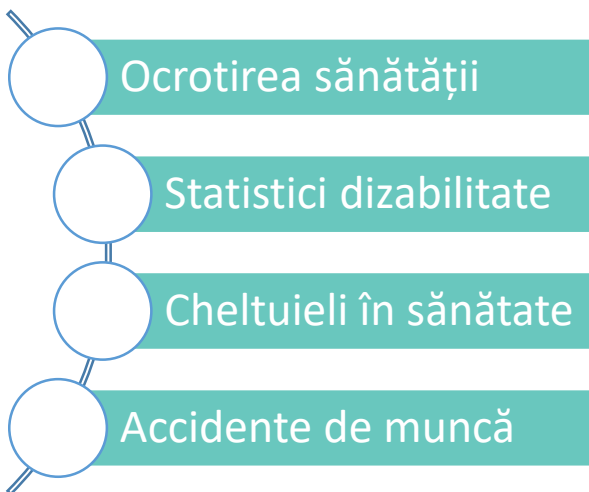 Ocrotirea sănătății
Statistici dizabilitate
Cheltuieli în sănătate
Accidente de muncă